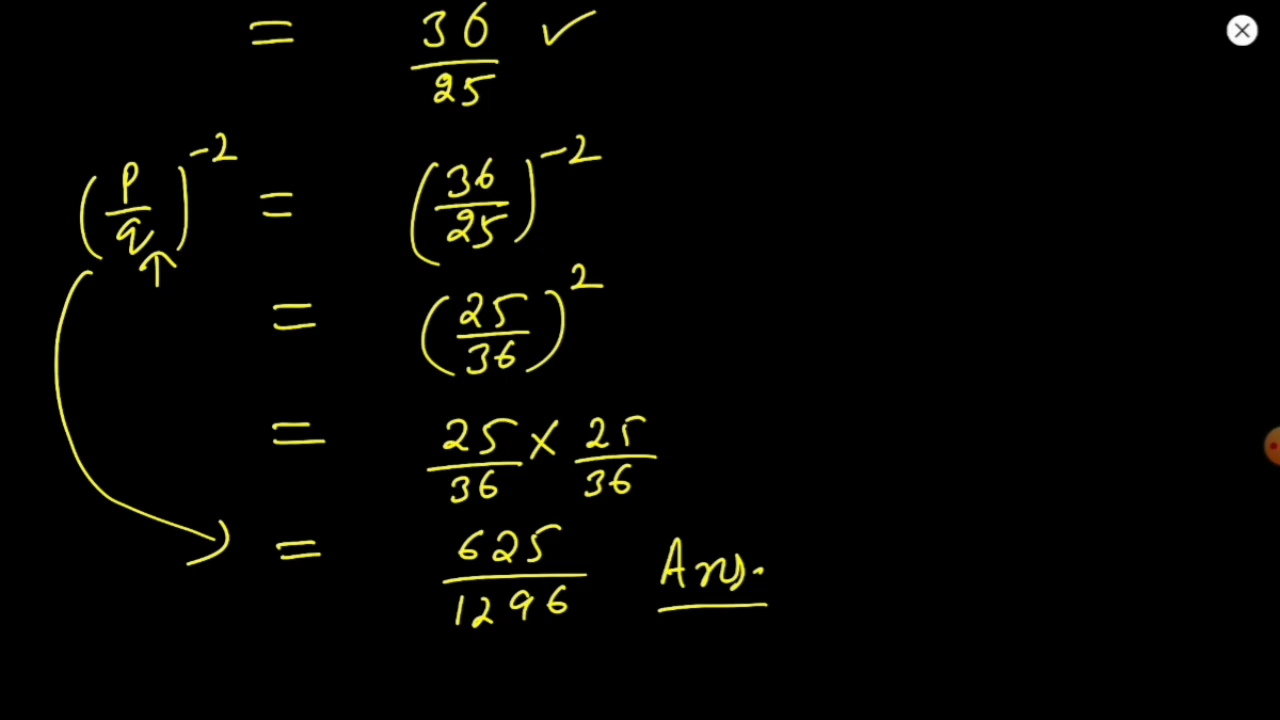 = 36/25 ✓
(p/q)^-2 = (36/25)^-2
= (25/36)^2
= 25/36 × 25/36
= 625/1296 Ans.